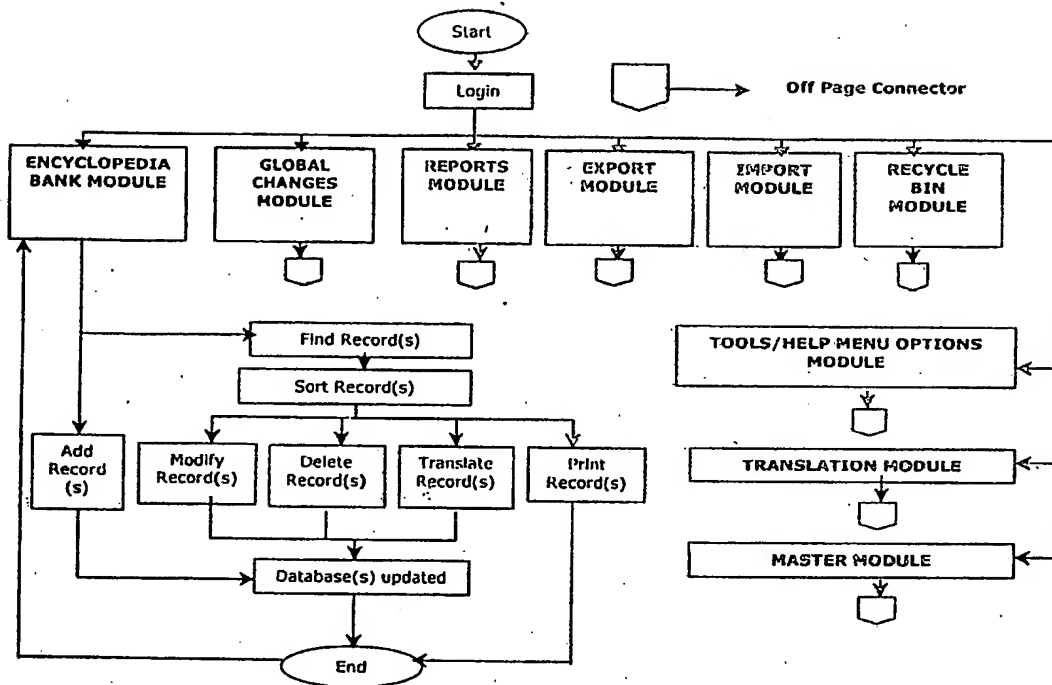 Start
Login
Off Page Connector
ENCYCLOPEDIA
BANK MODULE
GLOBAL
CHANGES
MODULE
REPORTS
MODULE
EXPORT
MODULE
IMPORT
MODULE
RECYCLE
BIN
MODULE
Find Record(s)
Sort Record(s)
Add
Record
(s)
Modify
Record(s)
Delete
Record(s)
Translate
Record(s)
Print
Record(s)
Database(s) updated
End
TOOLS/HELP MENU OPTIONS
MODULE
TRANSLATION MODULE
MASTER MODULE